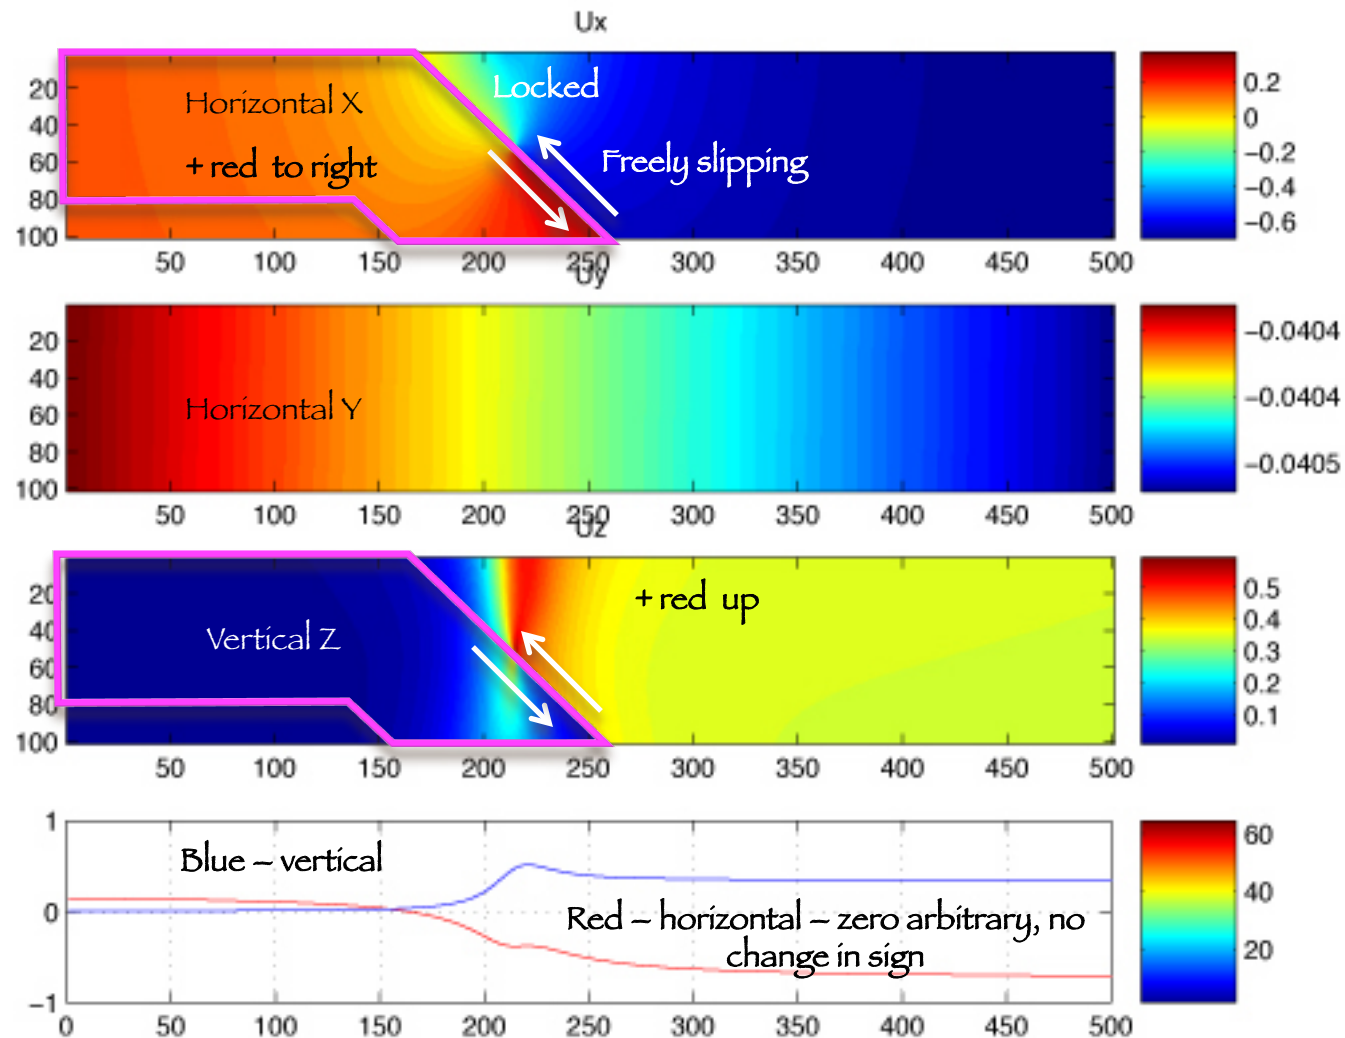 Ux
Horizontal X
+ red to right
Locked
Freely slipping
20
40
60
80
100
50 100 150 200 250 300 350 400 450 500
0.2
0
−0.2
−0.4
−0.6
Uy
Horizontal Y
20
40
60
80
100
50 100 150 200 250 300 350 400 450 500
−0.0404
−0.0404
−0.0405
Uz
Vertical Z
+ red up
20
40
60
80
100
50 100 150 200 250 300 350 400 450 500
0.5
0.4
0.3
0.2
0.1
Blue – vertical
Red – horizontal – zero arbitrary, no
change in sign
1
0
−1
0 50 100 150 200 250 300 350 400 450 500
60
40
20